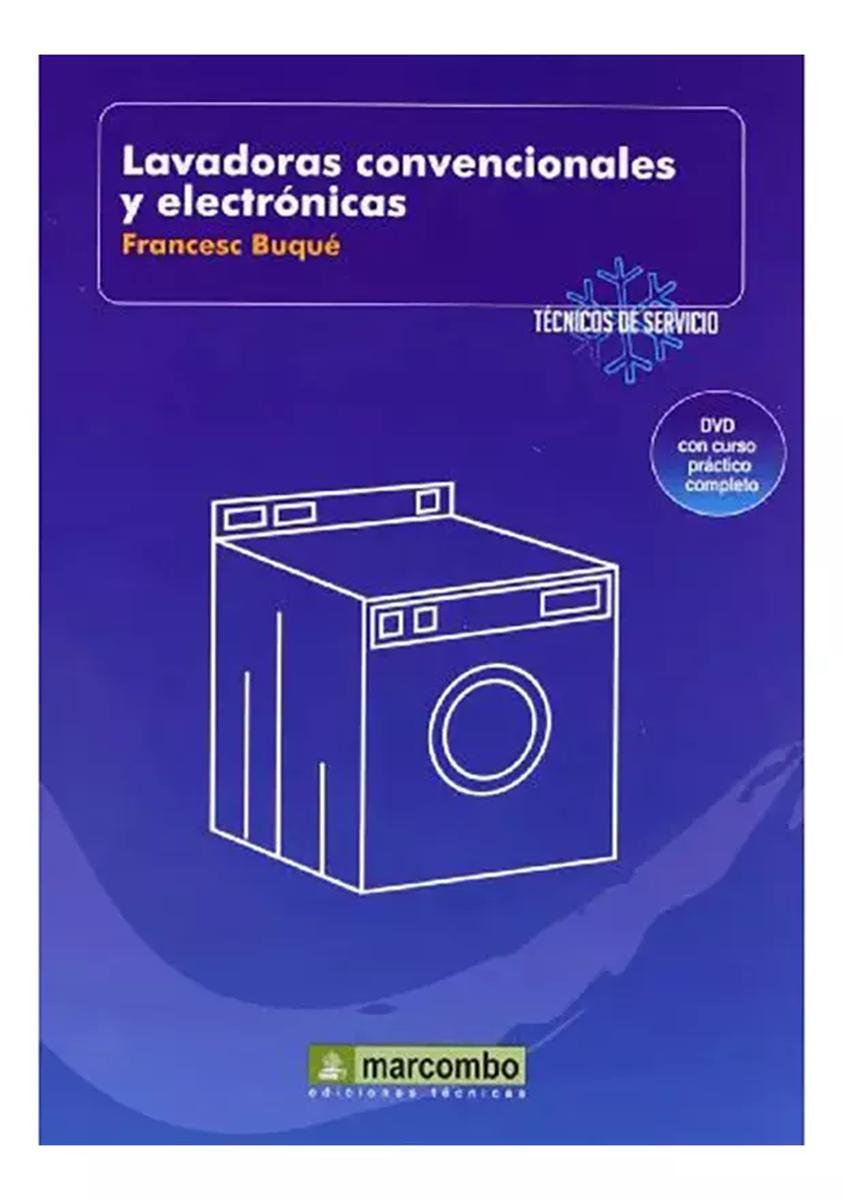 Lavadoras convencionales
y electrónicas
Francesc Buqué
TÉCNICOS DE SERVICIO
DVD
con curso
práctico
completo
marcombo
ediciones técnicas